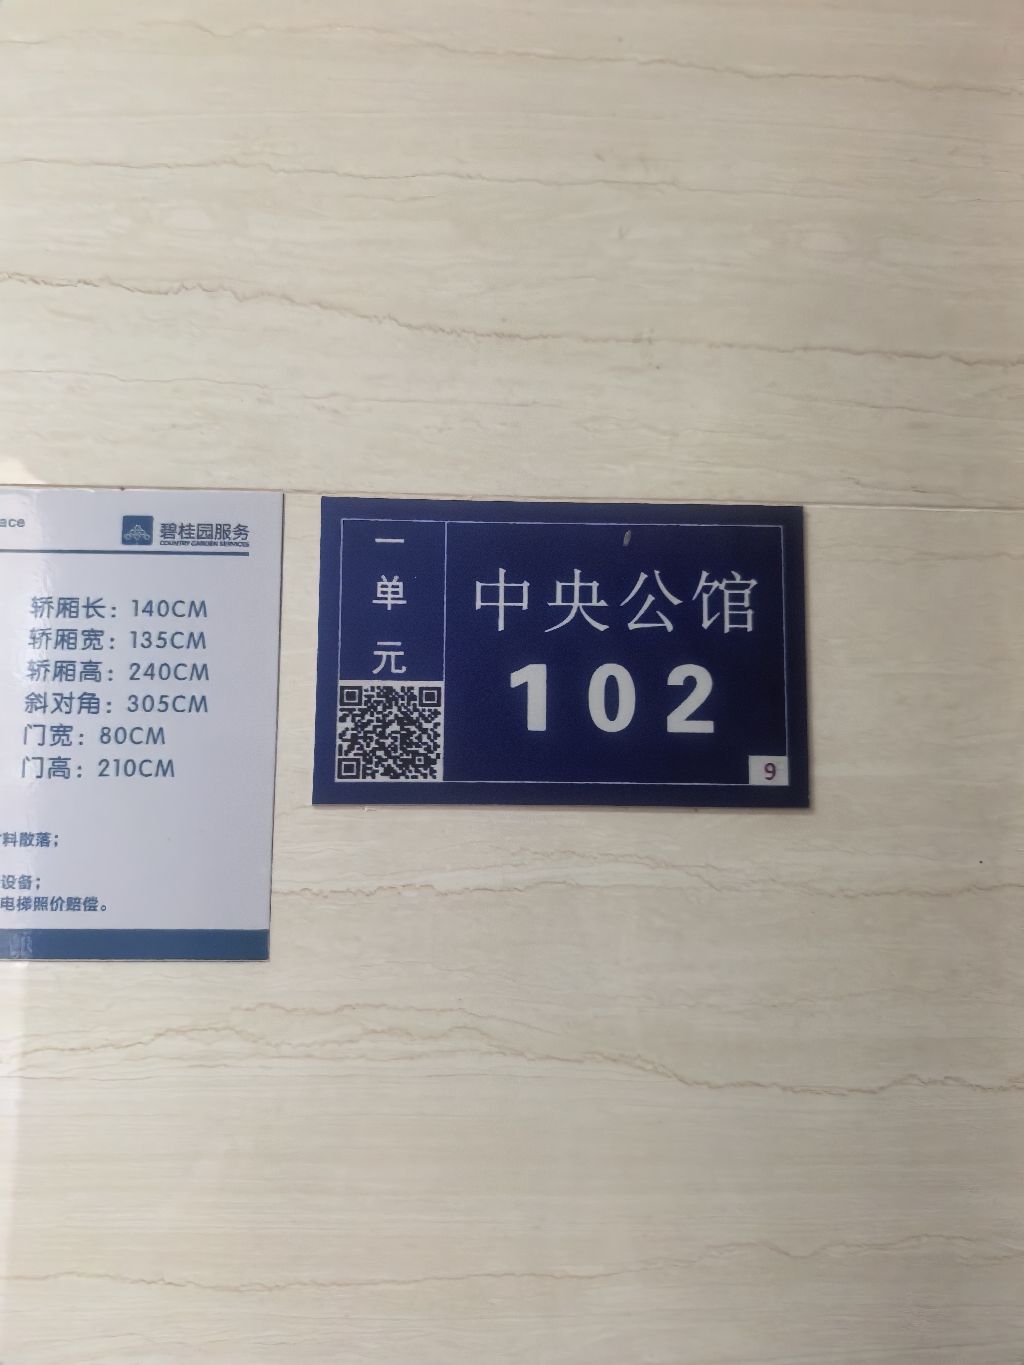 ace
碧桂园服务
COUNTRY GARDEN SERVICES
轿厢长：140CM
轿厢宽：135CM
轿厢高：240CM
斜对角：305CM
门宽：80CM
门高：210CM
料散落；
设备；
电梯照价赔偿。
一单元
中央公馆
102
9